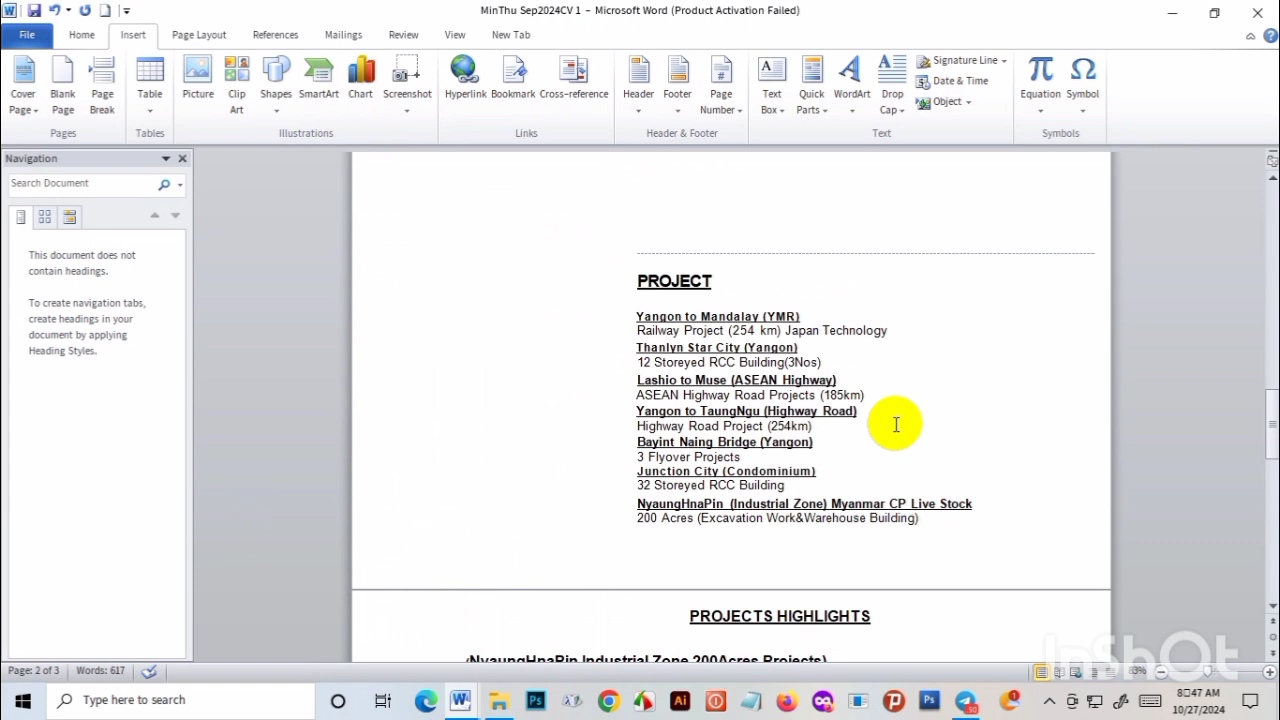 MinThu Sep2024CV 1 – Microsoft Word (Product Activation Failed)
File Home Insert Page Layout References Mailings Review View New Tab
Cover Page Blank Page Page Break Table Picture Clip Art Shapes SmartArt Chart Screenshot Hyperlink Bookmark Cross-reference Header Footer Page Number Text Box Quick Parts WordArt Drop Cap Signature Line Date & Time Object Equation Symbol
Pages Tables Illustrations Links Header & Footer Text Symbols
Navigation
Search Document
This document does not
contain headings.
To create navigation tabs,
create headings in your
document by applying
Heading Styles.
PROJECT
Yangon to Mandalay (YMR)
Railway Project (254 km) Japan Technology
Thanlyn Star City (Yangon)
12 Storeyed RCC Building(3Nos)
Lashio to Muse (ASEAN Highway)
ASEAN Highway Road Projects (185km)
Yangon to TaungNgu (Highway Road)
Highway Road Project (254km)
Bayint Naing Bridge (Yangon)
3 Flyover Projects
Junction City (Condominium)
32 Storeyed RCC Building
NyaungHnaPin (Industrial Zone) Myanmar CP Live Stock
200 Acres (Excavation Work&Warehouse Building)
PROJECTS HIGHLIGHTS
(NyaungHnaPin Industrial Zone 200Acres Projects)
InShOt
Page: 2 of 3 Words: 617 83%
Type here to search
8:47 AM
10/27/2024